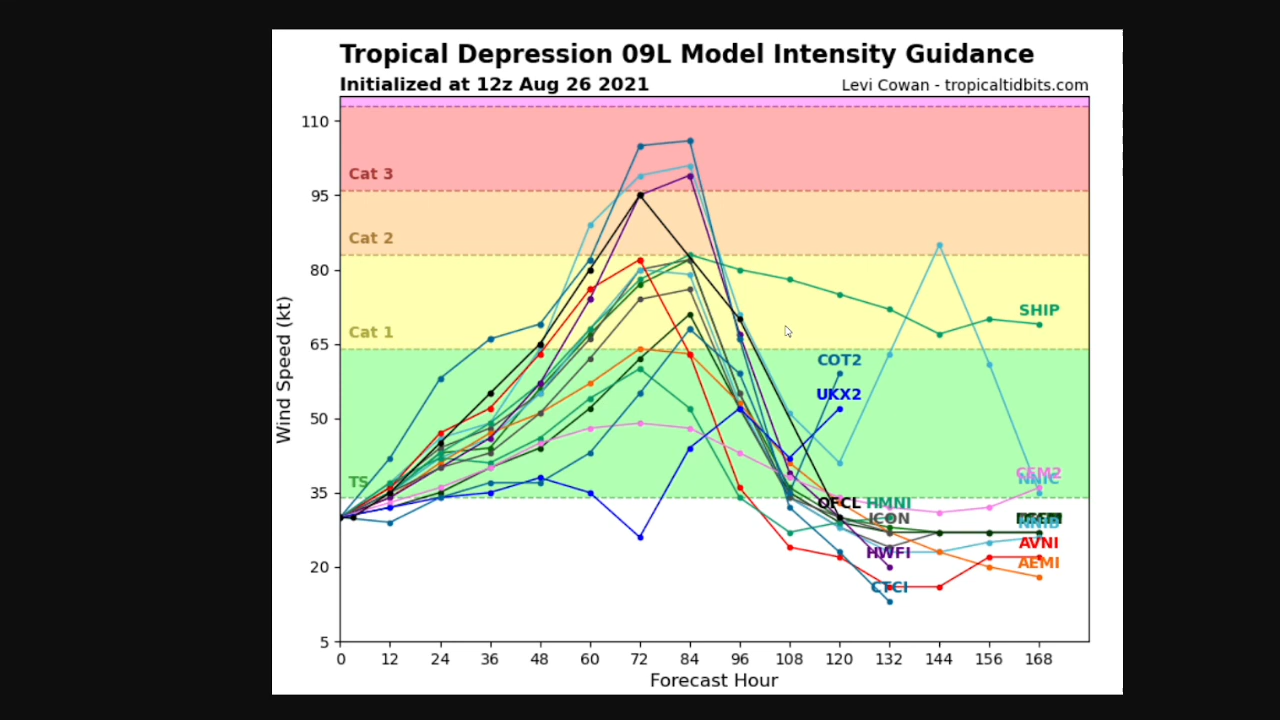 Tropical Depression 09L Model Intensity Guidance
Initialized at 12z Aug 26 2021
Levi Cowan - tropicaltidbits.com
110
Cat 3
95
Cat 2
80
SHIP
Cat 1
65
COT2
UKX2
50
CEM2
NNIC
TS
35
OFCL
HMNI
ICON
NNIB
HWFI
AVNI
AEMI
20
CTCI
5
Wind Speed (kt)
0 12 24 36 48 60 72 84 96 108 120 132 144 156 168
Forecast Hour